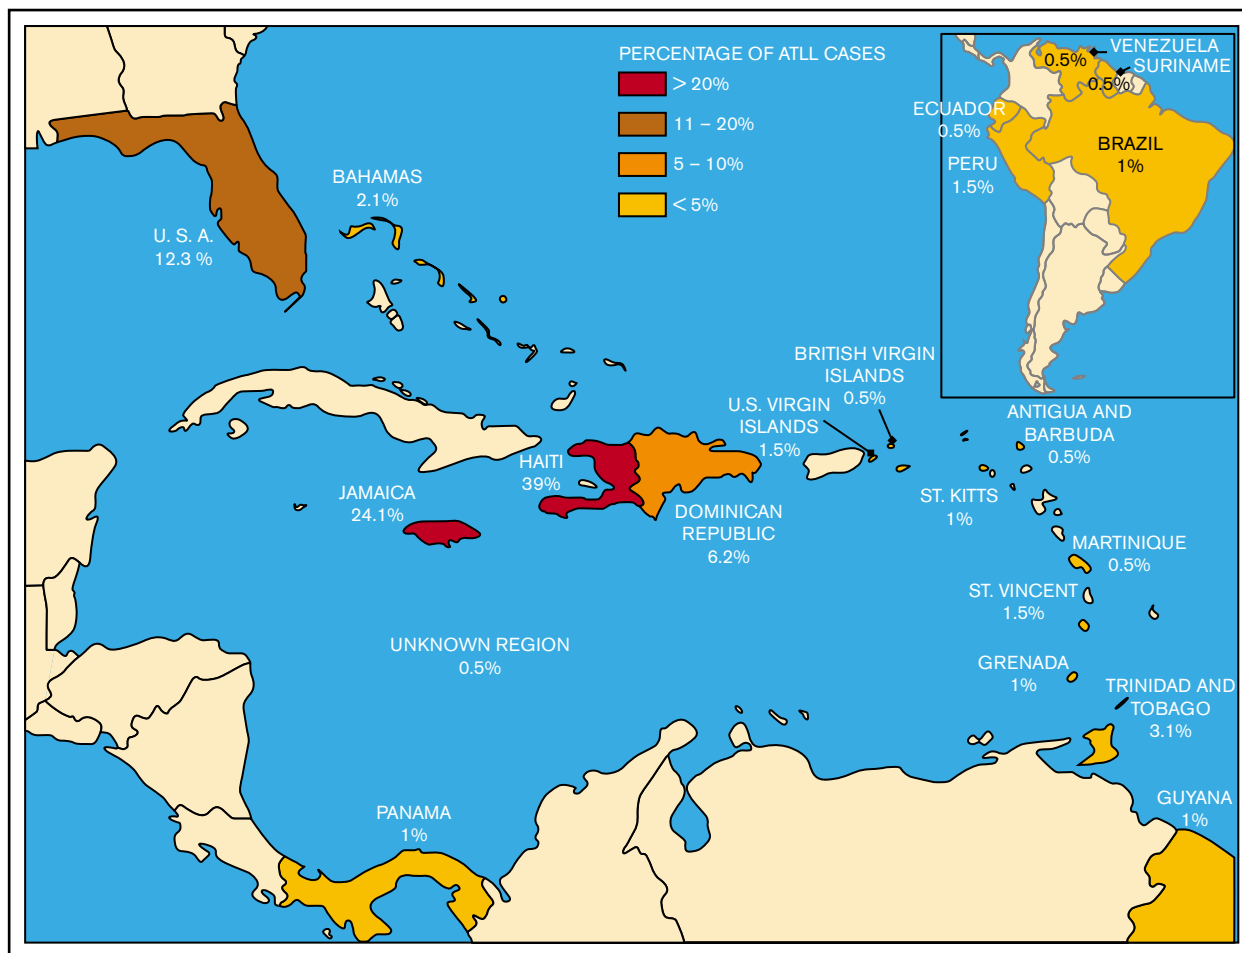 PERCENTAGE OF ATLL CASES
> 20%
11 – 20%
5 – 10%
< 5%
VENEZUELA
0.5%
SURINAME
0.5%
ECUADOR
0.5%
BRAZIL
1%
PERU
1.5%
BAHAMAS
2.1%
U. S. A.
12.3 %
BRITISH VIRGIN
ISLANDS
0.5%
U.S. VIRGIN
ISLANDS
1.5%
ANTIGUA AND
BARBUDA
0.5%
HAITI
39%
JAMAICA
24.1%
DOMINICAN
REPUBLIC
6.2%
ST. KITTS
1%
MARTINIQUE
0.5%
ST. VINCENT
1.5%
UNKNOWN REGION
0.5%
GRENADA
1%
TRINIDAD AND
TOBAGO
3.1%
PANAMA
1%
GUYANA
1%